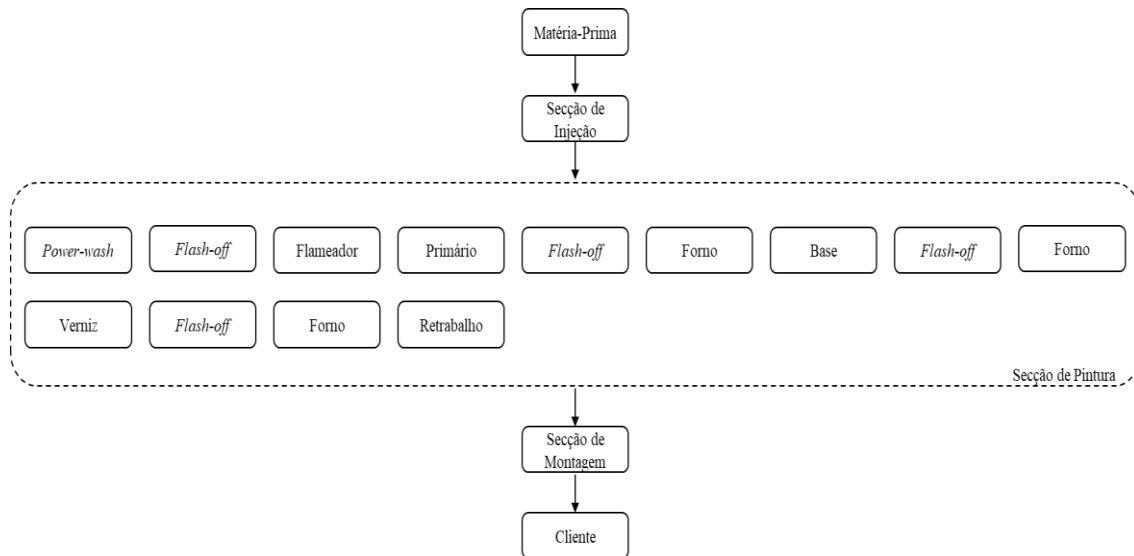 Matéria-Prima
Secção de
Injeção
Power-wash
Flash-off
Flameador
Primário
Flash-off
Forno
Base
Flash-off
Forno
Verniz
Flash-off
Forno
Retrabalho
Secção de Pintura
Secção de
Montagem
Cliente